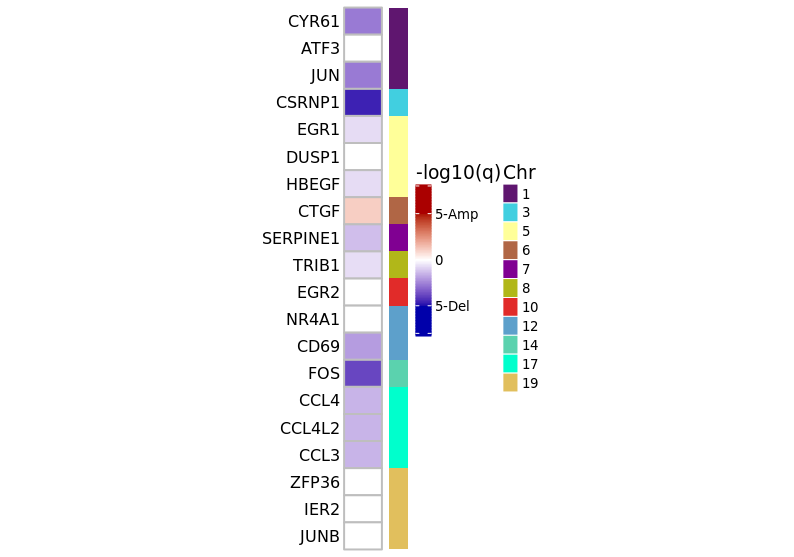 CYR61
ATF3
JUN
CSRNP1
EGR1
DUSP1
HBEGF
CTGF
SERPINE1
TRIB1
EGR2
NR4A1
CD69
FOS
CCL4
CCL4L2
CCL3
ZFP36
IER2
JUNB
-log10(q)
5-Amp
0
5-Del
Chr
1
3
5
6
7
8
10
12
14
17
19